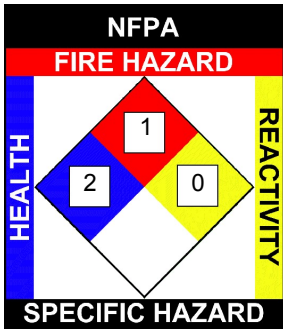 NFPA
FIRE HAZARD
1
HEALTH
2
0
REACTIVITY
SPECIFIC HAZARD